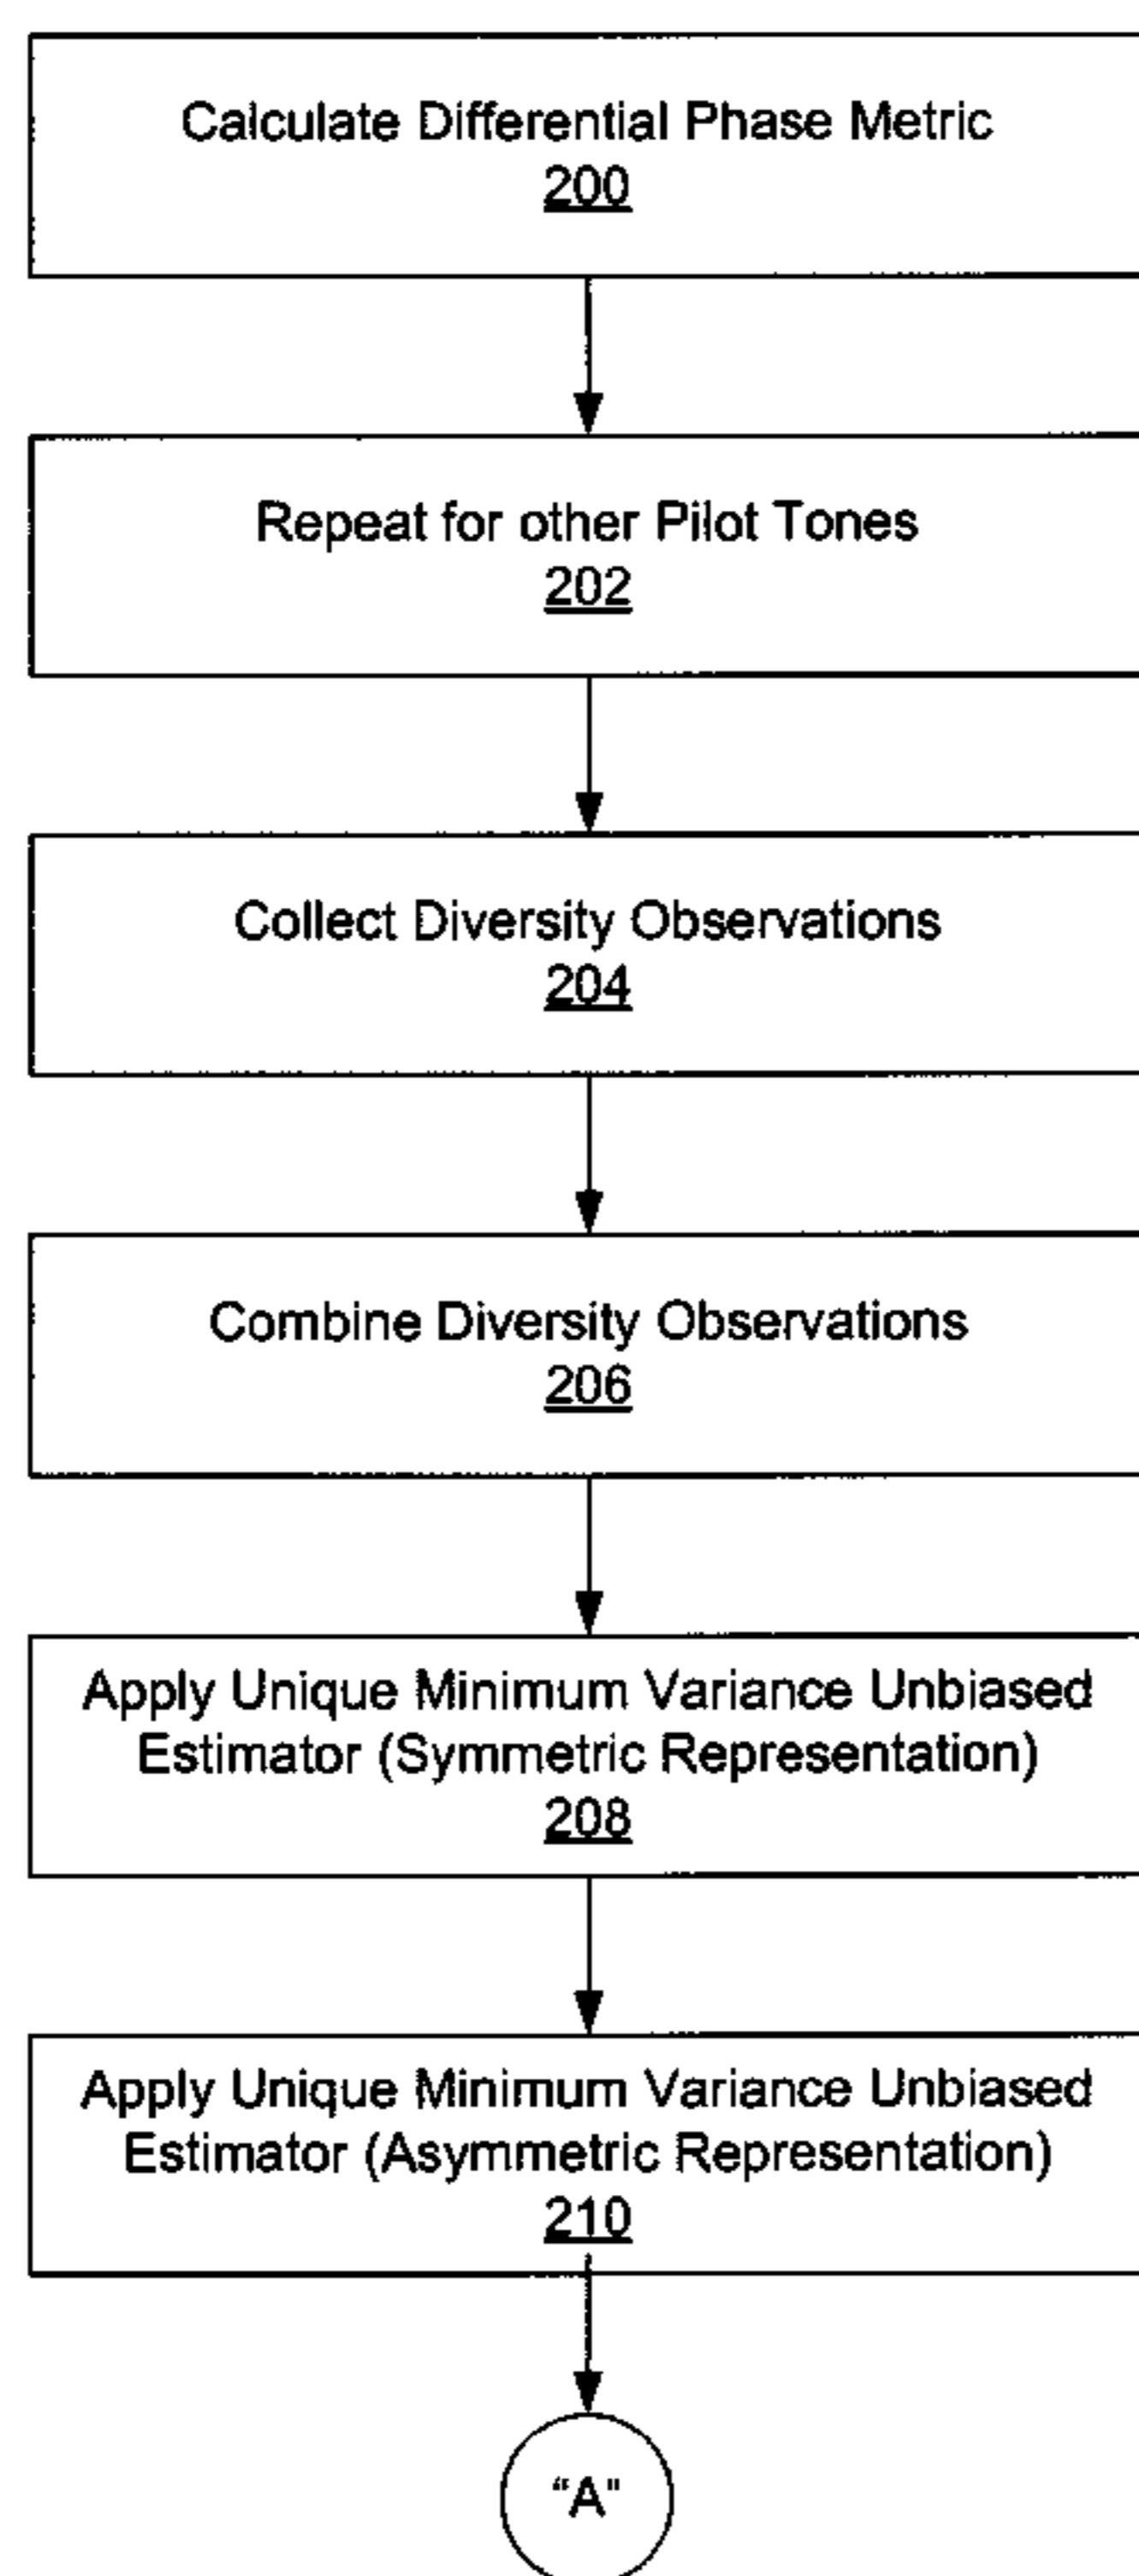 Calculate Differential Phase Metric
200
Repeat for other Pilot Tones
202
Collect Diversity Observations
204
Combine Diversity Observations
206
Apply Unique Minimum Variance Unbiased
Estimator (Symmetric Representation)
208
Apply Unique Minimum Variance Unbiased
Estimator (Asymmetric Representation)
210
“A”